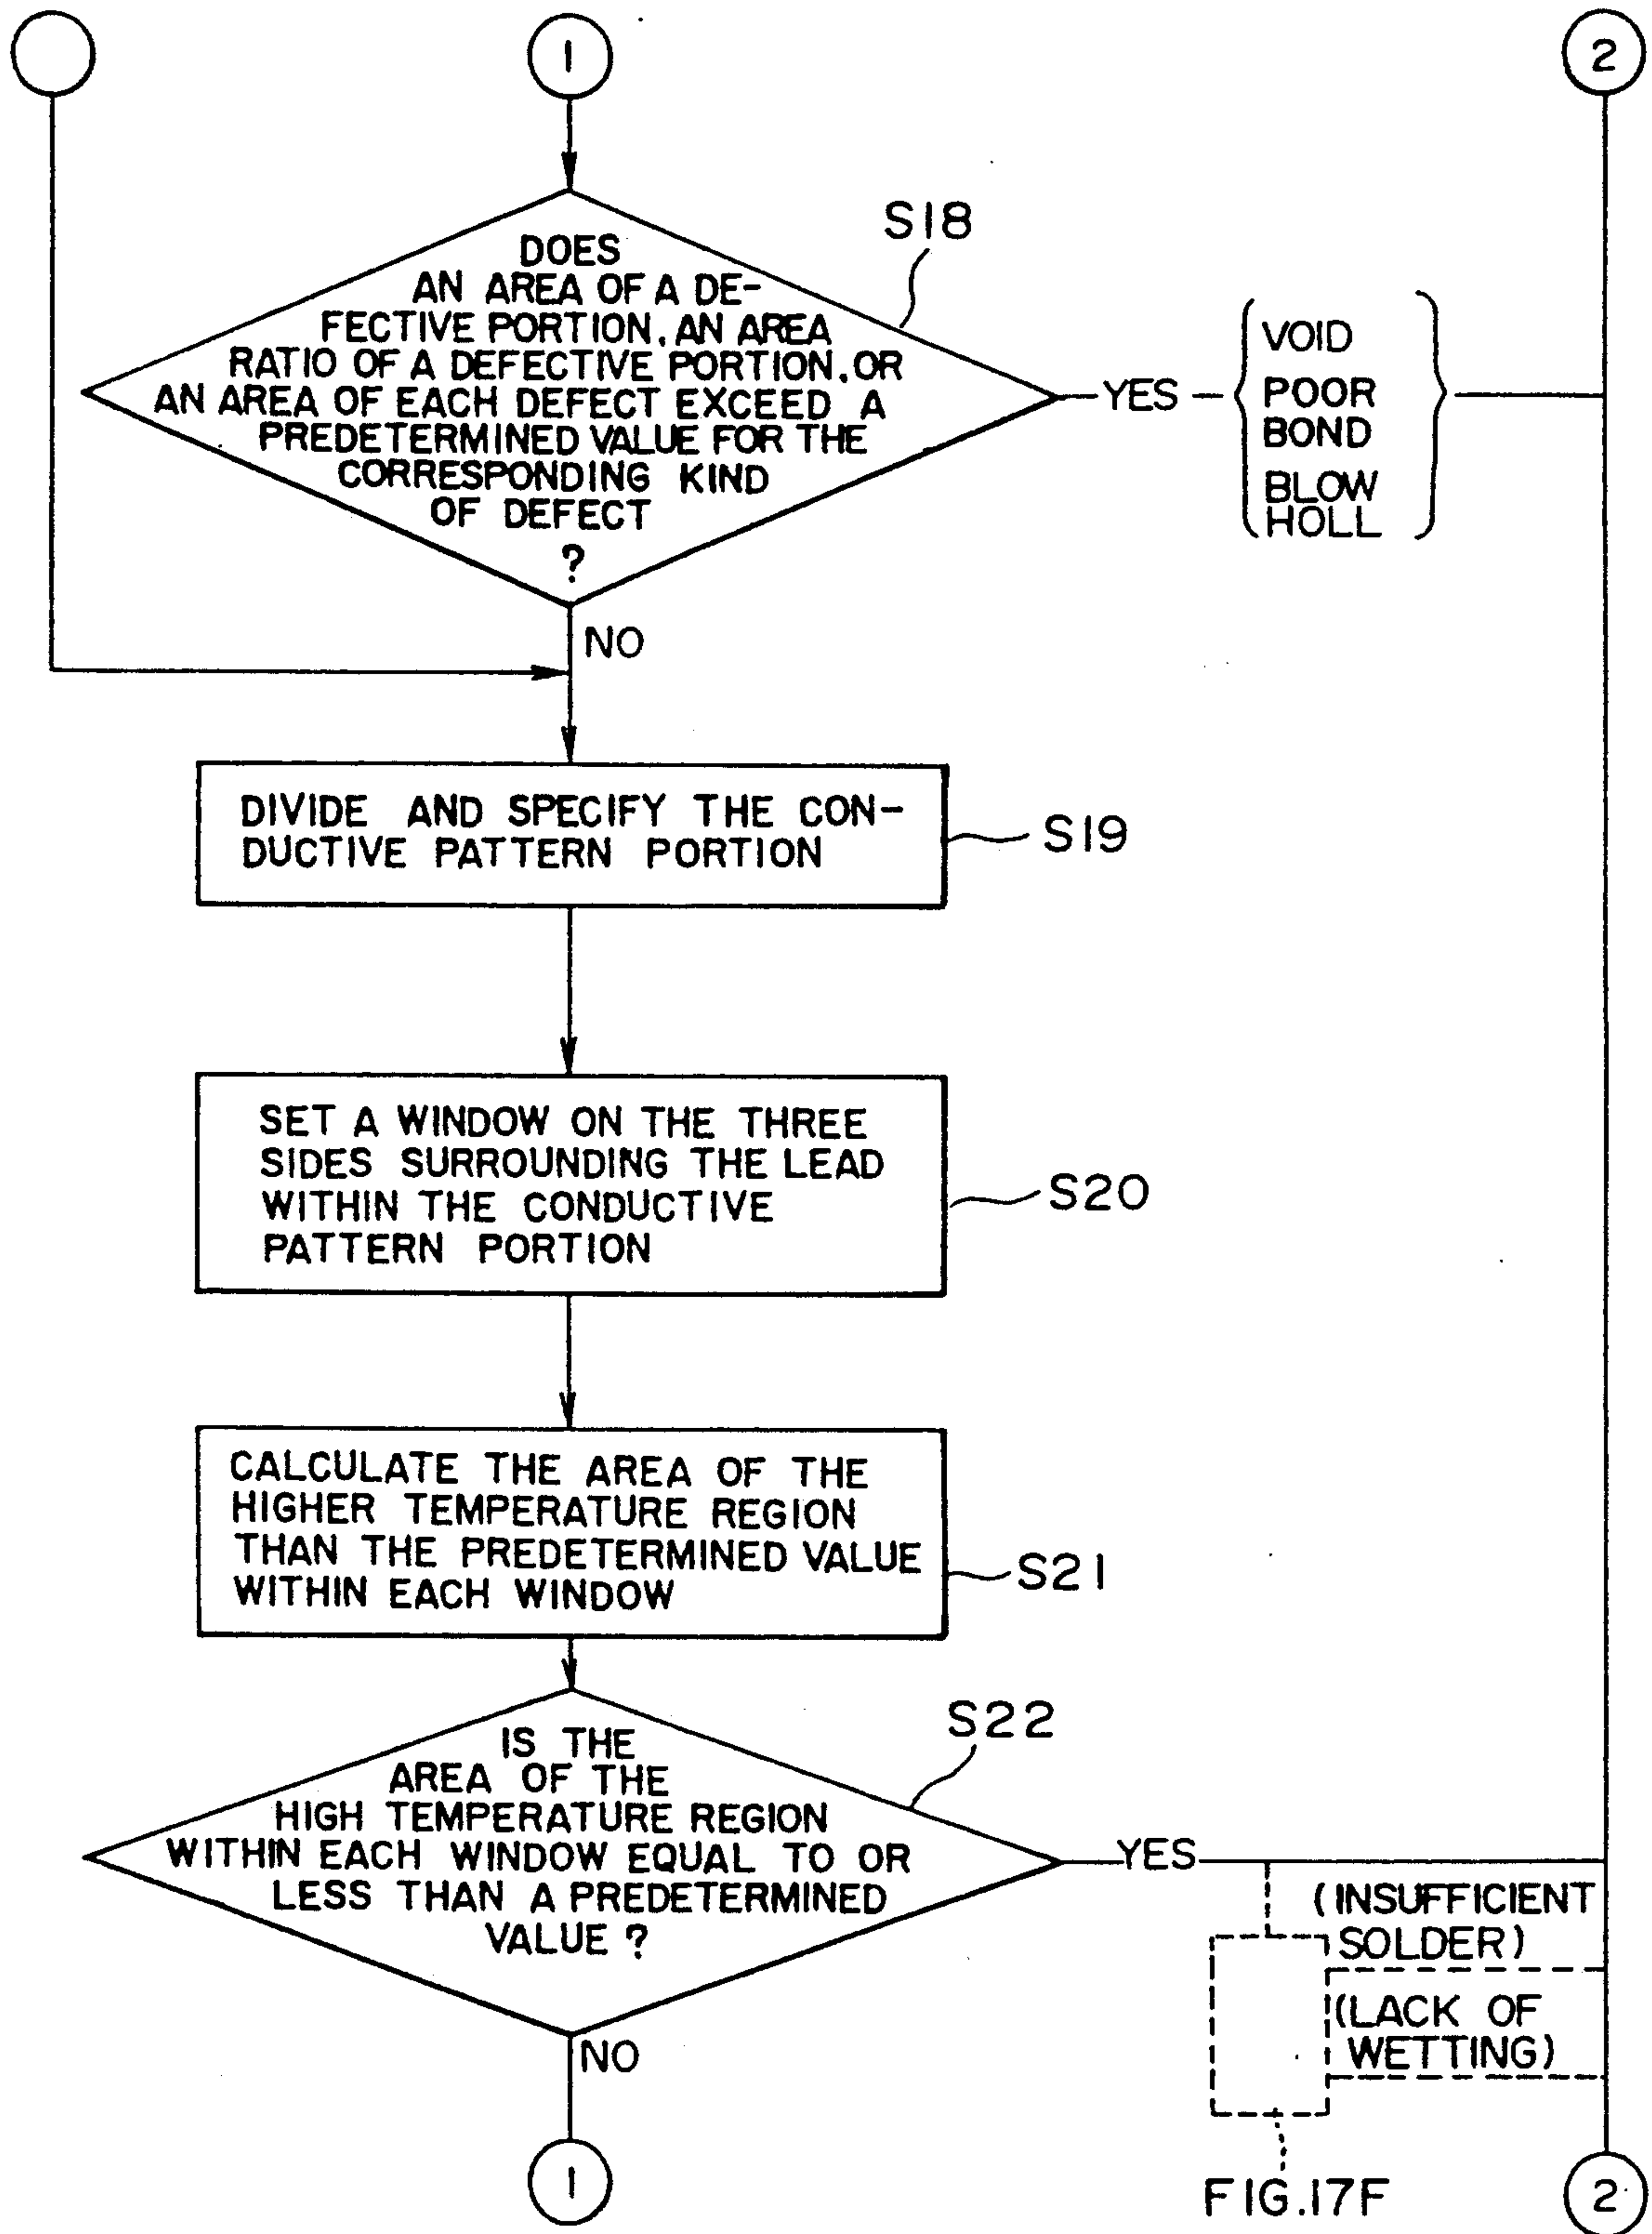 1
2
DOES
AN AREA OF A DE-
FECTIVE PORTION, AN AREA
RATIO OF A DEFECTIVE PORTION, OR
AN AREA OF EACH DEFECT EXCEED A
PREDETERMINED VALUE FOR THE
CORRESPONDING KIND
OF DEFECT
?
S18
YES
VOID
POOR
BOND
BLOW
HOLL
NO
DIVIDE AND SPECIFY THE CON-
DUCTIVE PATTERN PORTION
S19
SET A WINDOW ON THE THREE
SIDES SURROUNDING THE LEAD
WITHIN THE CONDUCTIVE
PATTERN PORTION
S20
CALCULATE THE AREA OF THE
HIGHER TEMPERATURE REGION
THAN THE PREDETERMINED VALUE
WITHIN EACH WINDOW
S21
IS THE
AREA OF THE
HIGH TEMPERATURE REGION
WITHIN EACH WINDOW EQUAL TO OR
LESS THAN A PREDETERMINED
VALUE ?
S22
YES
(INSUFFICIENT
SOLDER)
(LACK OF
WETTING)
NO
FIG.17F
1
2